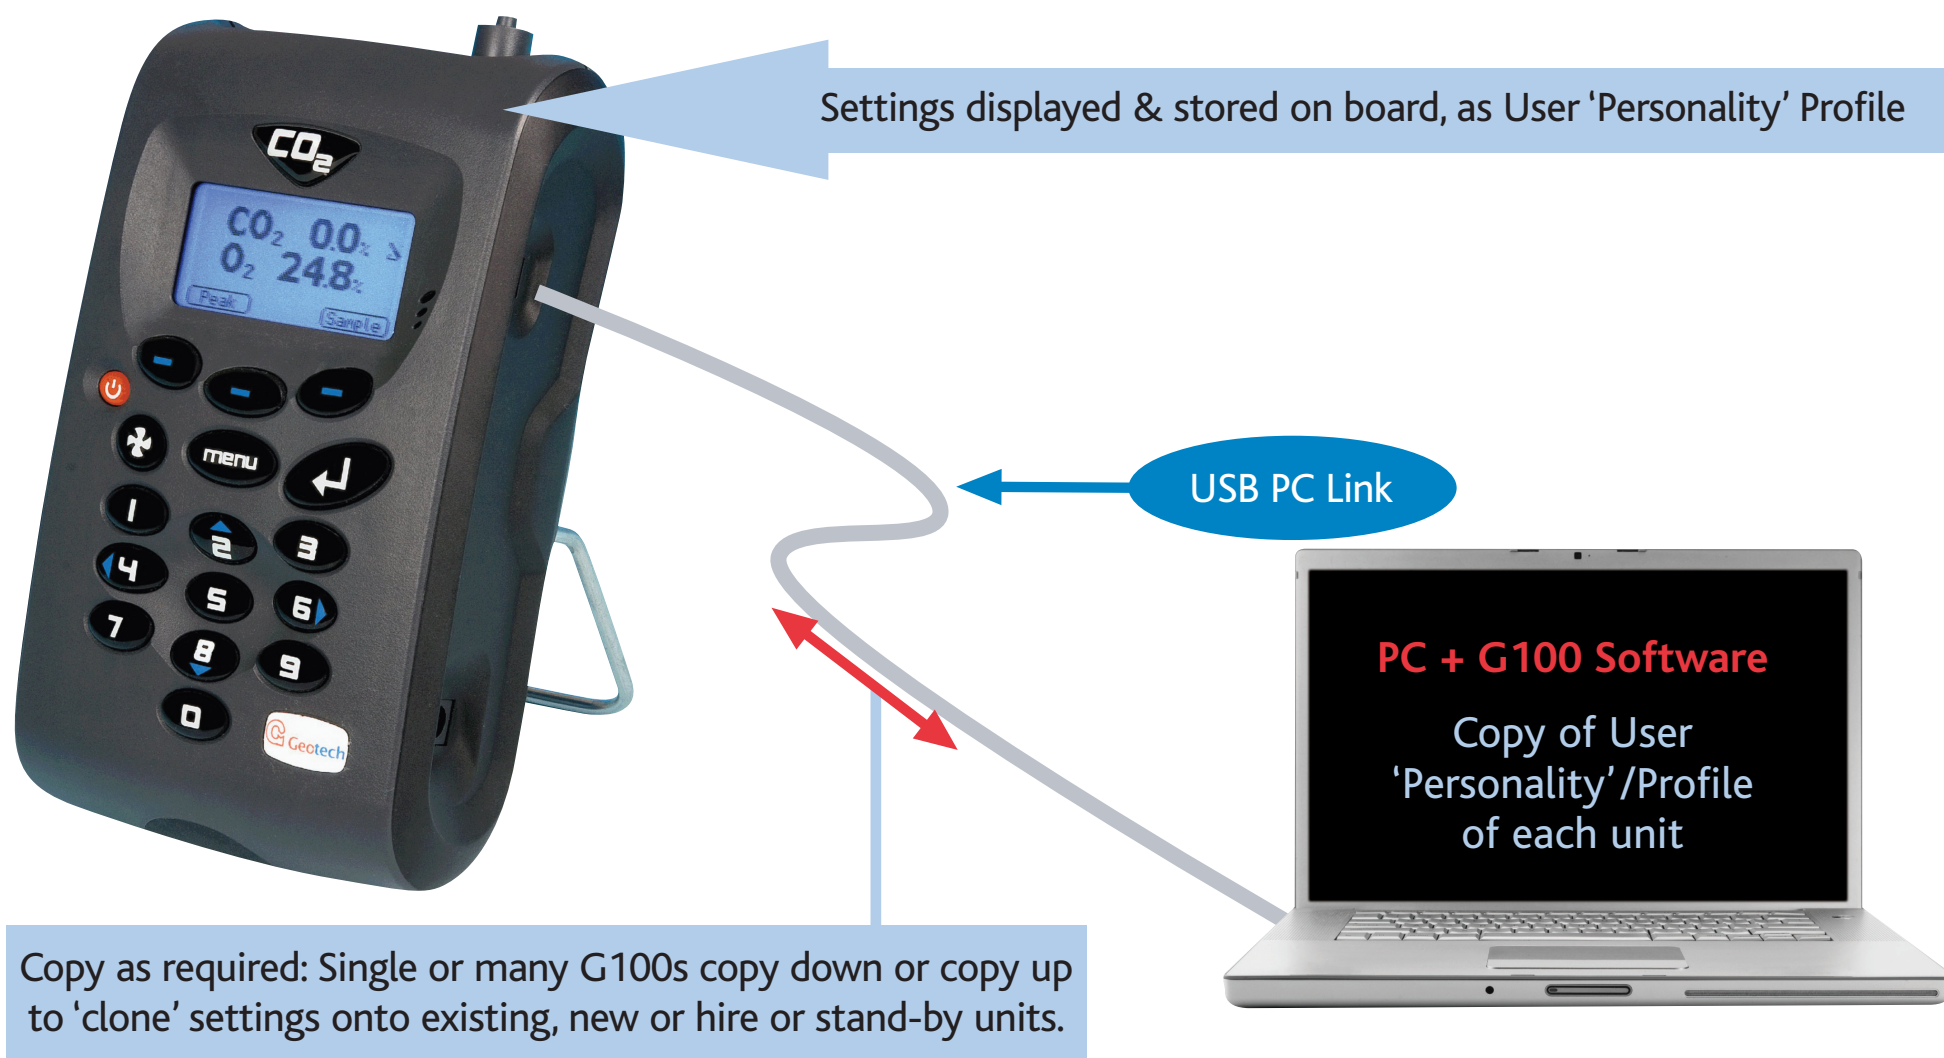 Settings displayed & stored on board, as User ‘Personality’ Profile
CO₂
CO₂ 0.0% >
O₂ 24.8%
Peak
Sample
menu
1
2
3
4
5
6
7
8
9
0
Geotech
USB PC Link
PC + G100 Software
Copy of User
‘Personality’/Profile
of each unit
Copy as required: Single or many G100s copy down or copy up
to ‘clone’ settings onto existing, new or hire or stand-by units.